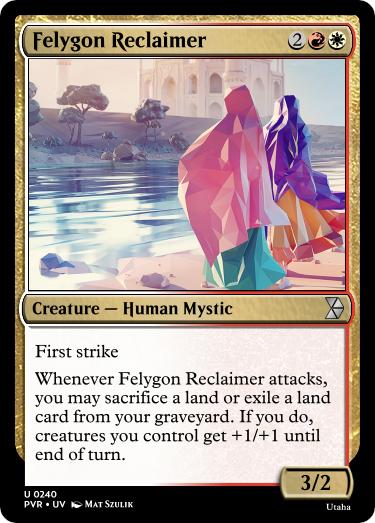 Felygon Reclaimer 2
Creature — Human Mystic
First strike
Whenever Felygon Reclaimer attacks,
you may sacrifice a land or exile a land
card from your graveyard. If you do,
creatures you control get +1/+1 until
end of turn.
3/2
U 0240
PVR • UV Mat Szulik
Utaha